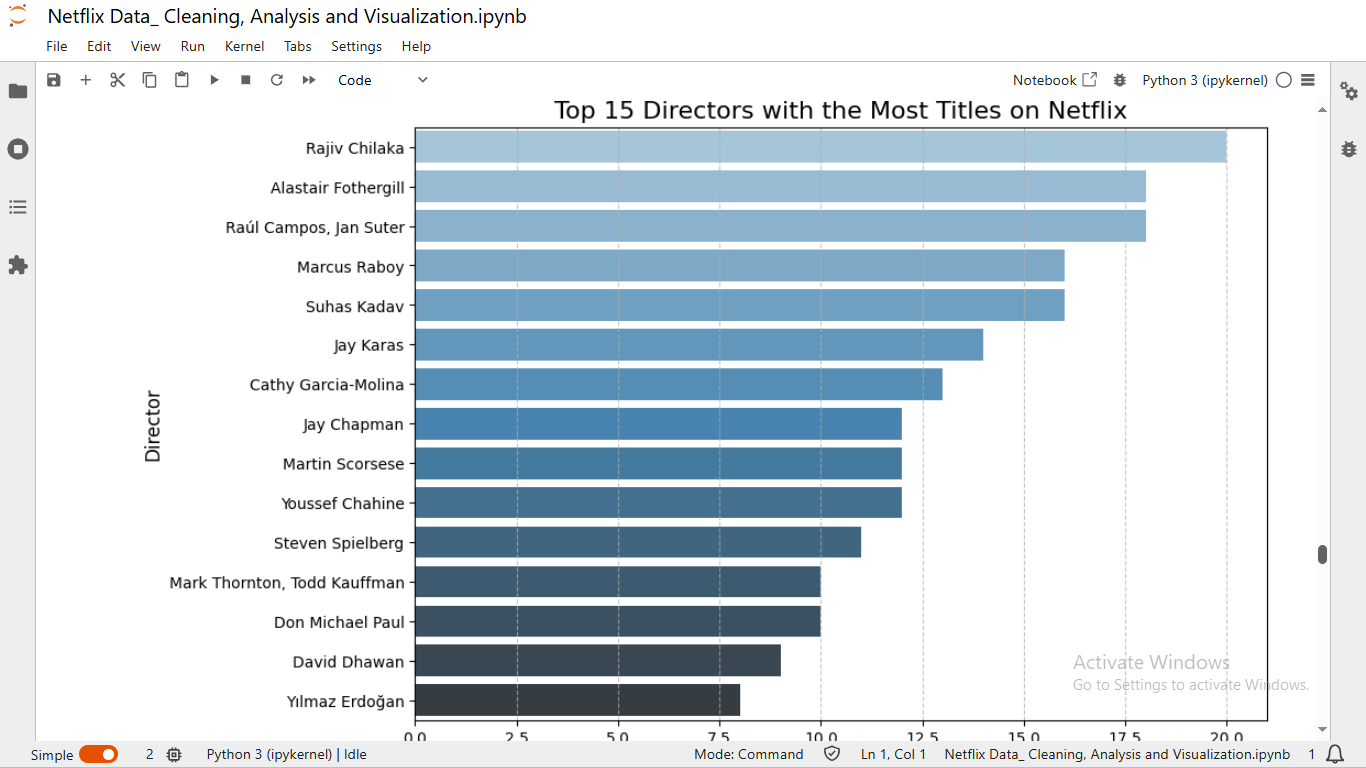 Netflix Data_ Cleaning, Analysis and Visualization.ipynb
File Edit View Run Kernel Tabs Settings Help
Code Notebook Python 3 (ipykernel)
Top 15 Directors with the Most Titles on Netflix
Rajiv Chilaka
Alastair Fothergill
Raúl Campos, Jan Suter
Marcus Raboy
Suhas Kadav
Jay Karas
Cathy Garcia-Molina
Director
Jay Chapman
Martin Scorsese
Youssef Chahine
Steven Spielberg
Mark Thornton, Todd Kauffman
Don Michael Paul
David Dhawan
Yılmaz Erdoğan
Activate Windows
Go to Settings to activate Windows.
0.0 2.5 5.0 7.5 10.0 12.5 15.0 17.5 20.0
Simple 2 Python 3 (ipykernel) | Idle Mode: Command Ln 1, Col 1 Netflix Data_ Cleaning, Analysis and Visualization.ipynb 1